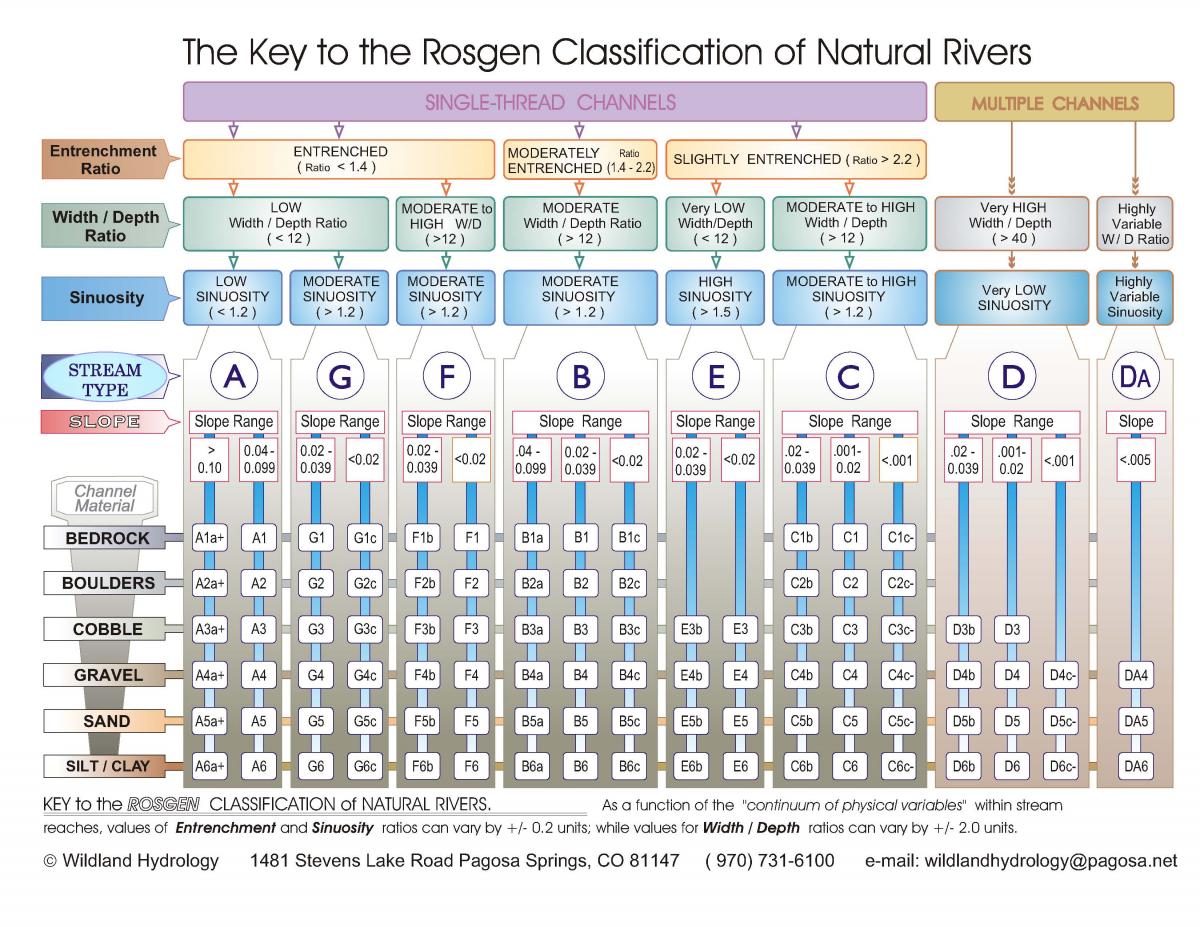 The Key to the Rosgen Classification of Natural Rivers
SINGLE-THREAD CHANNELS
MULTIPLE CHANNELS
Entrenchment
Ratio
ENTRENCHED
( Ratio < 1.4 )
MODERATELY Ratio
ENTRENCHED (1.4 - 2.2)
SLIGHTLY ENTRENCHED ( Ratio > 2.2 )
Width / Depth
Ratio
LOW
Width / Depth Ratio
( < 12 )
MODERATE to
HIGH W/D
( >12 )
MODERATE
Width / Depth Ratio
( > 12 )
Very LOW
Width/Depth
( < 12 )
MODERATE to HIGH
Width / Depth
( > 12 )
Very HIGH
Width / Depth
( > 40 )
Highly
Variable
W / D Ratio
Sinuosity
LOW
SINUOSITY
( < 1.2 )
MODERATE
SINUOSITY
( > 1.2 )
MODERATE
SINUOSITY
( > 1.2 )
MODERATE
SINUOSITY
( > 1.2 )
HIGH
SINUOSITY
( > 1.5 )
MODERATE to HIGH
SINUOSITY
( > 1.2 )
Very LOW
SINUOSITY
Highly
Variable
Sinuosity
STREAM
TYPE
A G F B E C D DA
SLOPE
Slope Range Slope Range Slope Range Slope Range Slope Range Slope Range Slope Range Slope
>
0.10
0.04 -
0.099
0.02 -
0.039
<0.02
0.02 -
0.039
<0.02
.04 -
0.099
0.02 -
0.039
<0.02
0.02 -
0.039
<0.02
.02 -
0.039
.001-
0.02
<.001
.02 -
0.039
.001-
0.02
<.001
<.005
Channel
Material
BEDROCK A1a+ A1 G1 G1c F1b F1 B1a B1 B1c C1b C1 C1c-
BOULDERS A2a+ A2 G2 G2c F2b F2 B2a B2 B2c C2b C2 C2c-
COBBLE A3a+ A3 G3 G3c F3b F3 B3a B3 B3c E3b E3 C3b C3 C3c- D3b D3
GRAVEL A4a+ A4 G4 G4c F4b F4 B4a B4 B4c E4b E4 C4b C4 C4c- D4b D4 D4c- DA4
SAND A5a+ A5 G5 G5c F5b F5 B5a B5 B5c E5b E5 C5b C5 C5c- D5b D5 D5c- DA5
SILT / CLAY A6a+ A6 G6 G6c F6b F6 B6a B6 B6c E6b E6 C6b C6 C6c- D6b D6 D6c- DA6
KEY to the ROSGEN CLASSIFICATION of NATURAL RIVERS. As a function of the "continuum of physical variables" within stream
reaches, values of Entrenchment and Sinuosity ratios can vary by +/- 0.2 units; while values for Width / Depth ratios can vary by +/- 2.0 units.
© Wildland Hydrology 1481 Stevens Lake Road Pagosa Springs, CO 81147 ( 970) 731-6100 e-mail: wildlandhydrology@pagosa.net